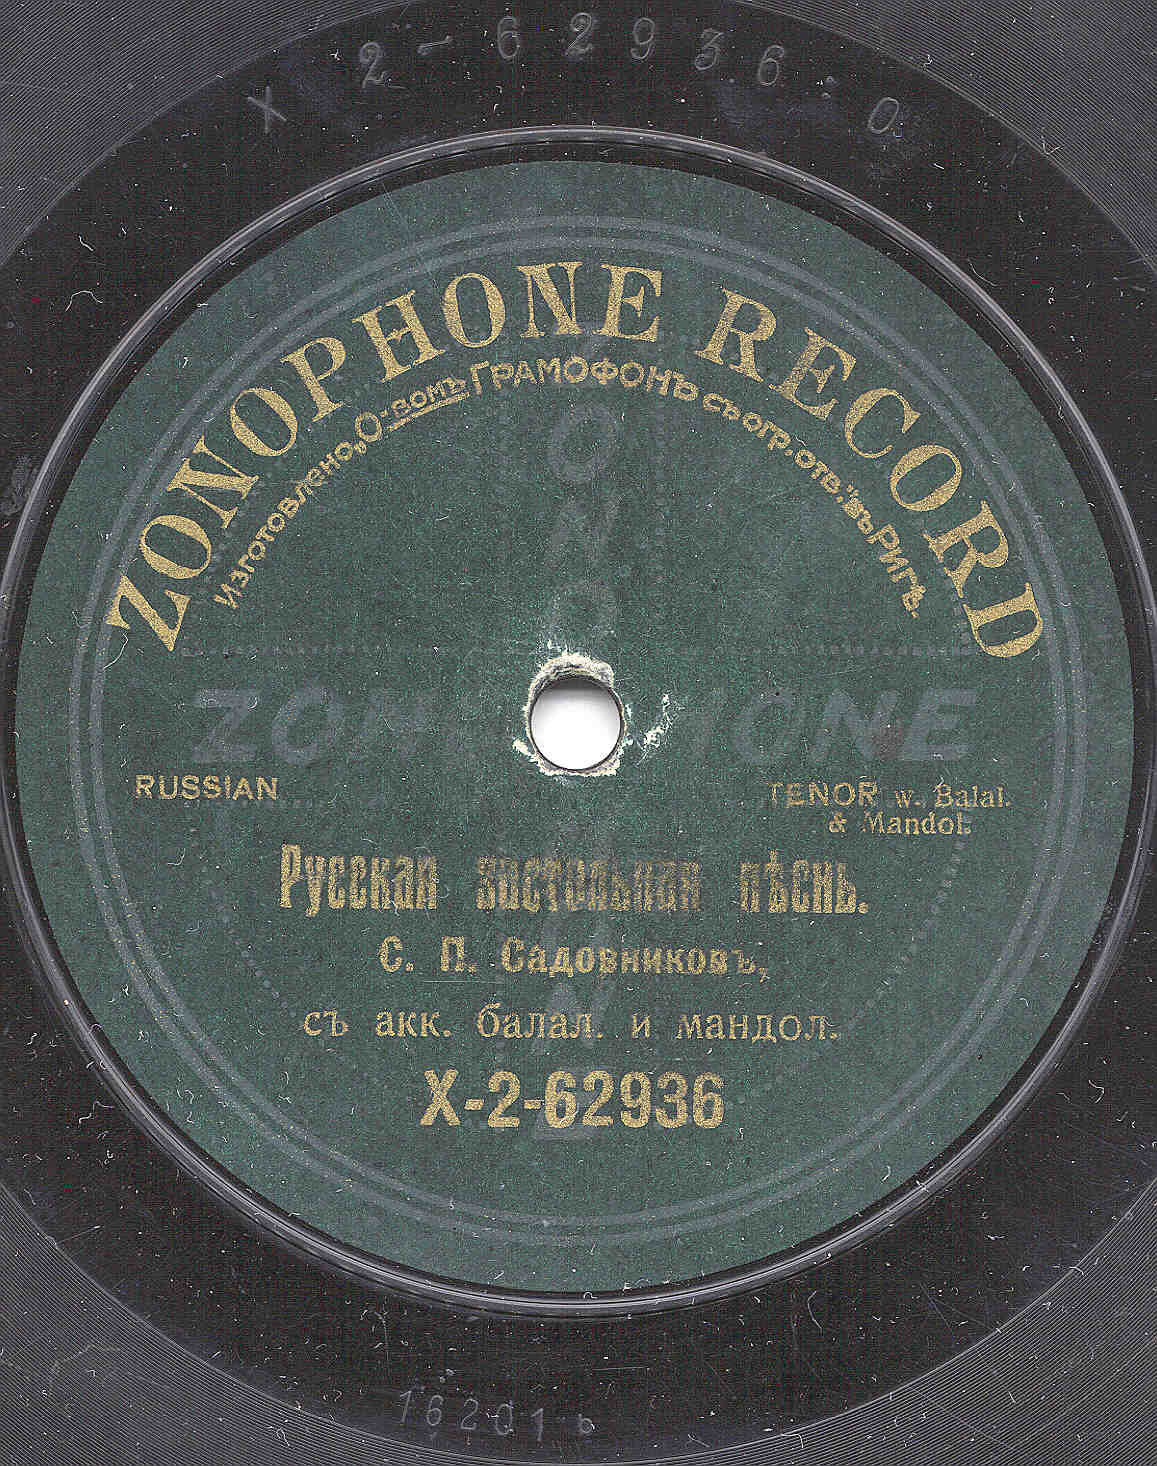 X 2-62936 0
ZONOPHONE RECORD
Изготовлено „О-вомъ ГРАМОФОНЪ съ огр. отв.“ въ Ригѣ.
ZONOPHONE
RUSSIAN
TENOR w. Balal.
& Mandol.
Русская застольная пѣснь.
С. П. Садовниковъ,
съ акк. балал. и мандол.
X-2-62936
16201 b